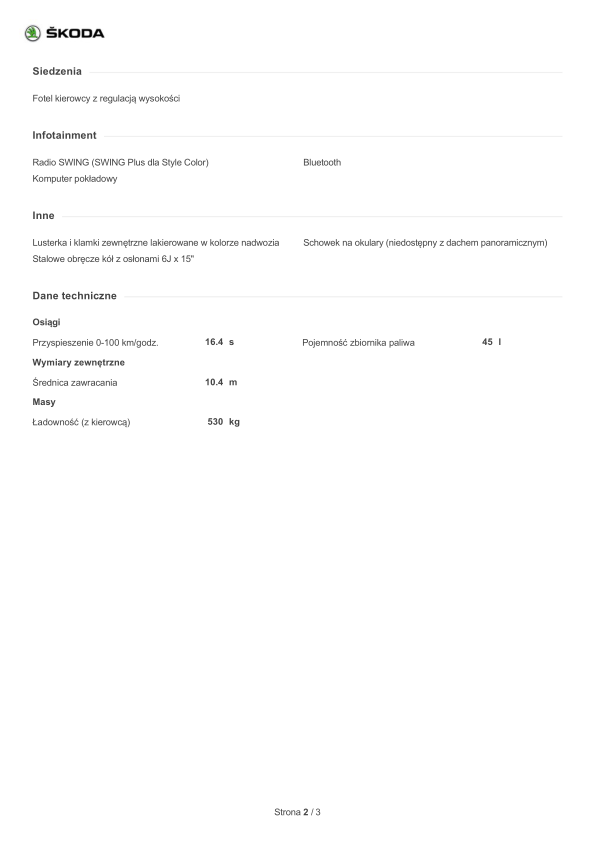 ŠKODA
Siedzenia
Fotel kierowcy z regulacją wysokości
Infotainment
Radio SWING (SWING Plus dla Style Color) Bluetooth
Komputer pokładowy
Inne
Lusterka i klamki zewnętrzne lakierowane w kolorze nadwozia Schowek na okulary (niedostępny z dachem panoramicznym)
Stalowe obręcze kół z osłonami 6J x 15"
Dane techniczne
Osiągi
Przyspieszenie 0-100 km/godz. 16.4 s Pojemność zbiornika paliwa 45 l
Wymiary zewnętrzne
Średnica zawracania 10.4 m
Masy
Ładowność (z kierowcą) 530 kg
Strona 2 / 3